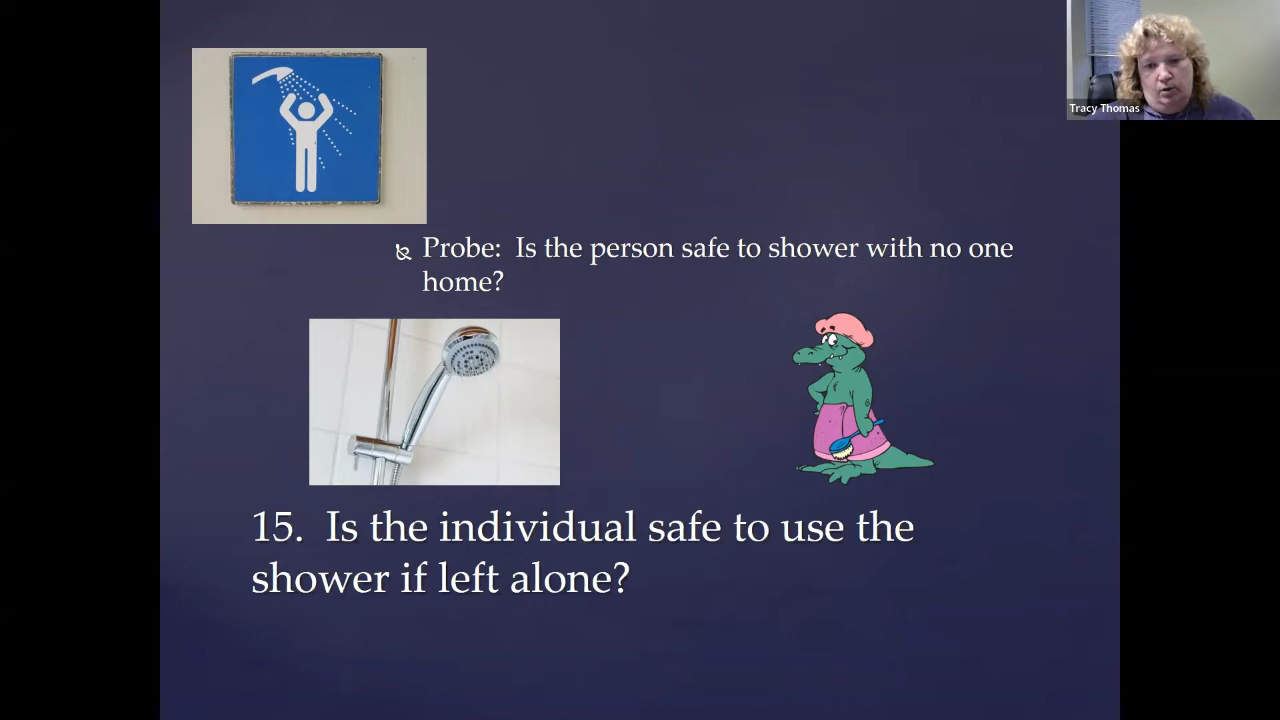 Tracy Thomas
Probe:  Is the person safe to shower with no one
home?
15.  Is the individual safe to use the
shower if left alone?